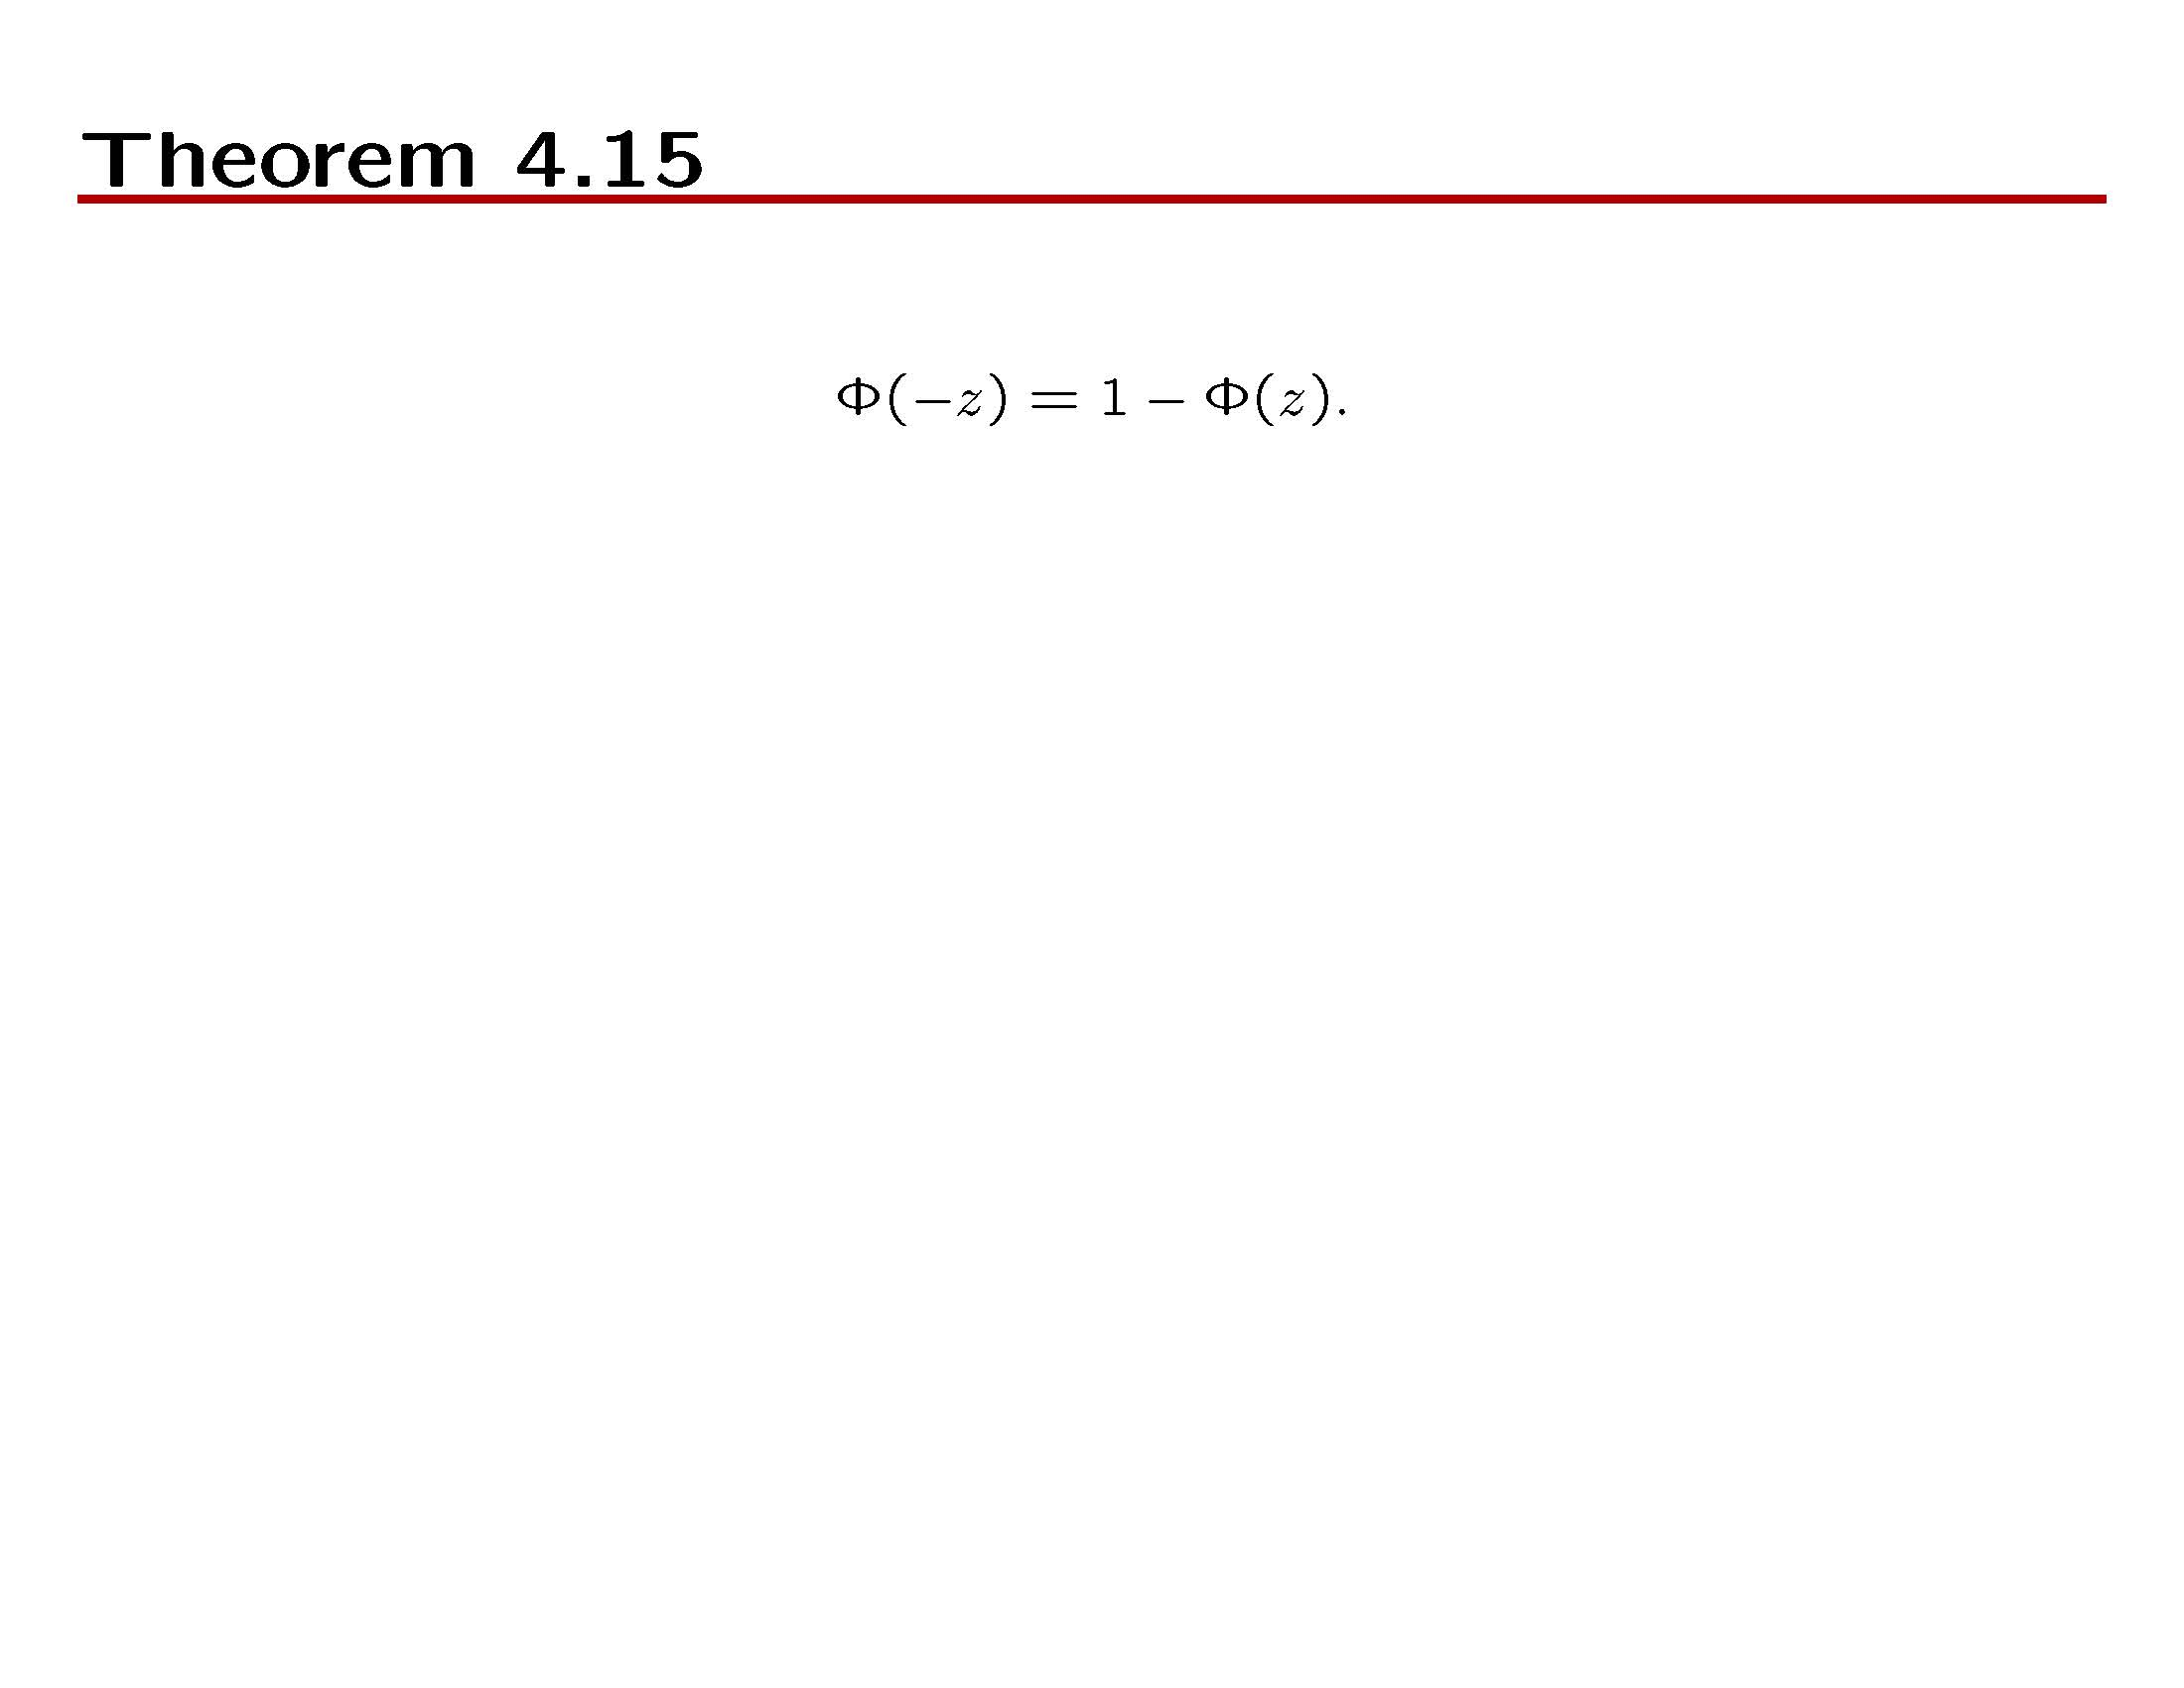 Theorem 4.15
Φ(−z) = 1 − Φ(z).